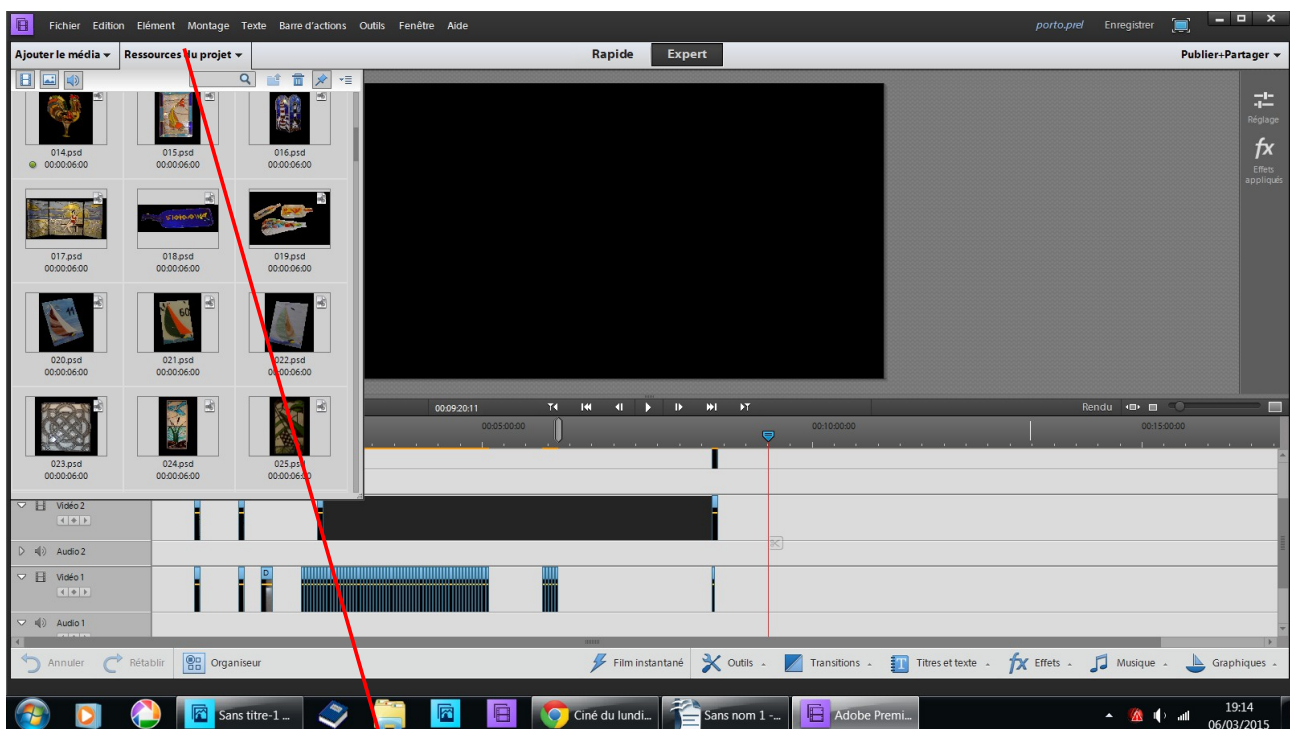 Fichier Edition Elément Montage Texte Barre d'actions Outils Fenêtre Aide porto.prel Enregistrer
Ajouter le média Ressources du projet Rapide Expert Publier+Partager
Réglage
fx
Effets
appliqués
014.psd 015.psd 016.psd
00:00:06:00 00:00:06:00 00:00:06:00
017.psd 018.psd 019.psd
00:00:06:00 00:00:06:00 00:00:06:00
020.psd 021.psd 022.psd
00:00:06:00 00:00:06:00 00:00:06:00
023.psd 024.psd 025.psd
00:00:06:00 00:00:06:00 00:00:06:00
00:09:20:11 Rendu
00:05:00:00 00:10:00:00 00:15:00:00
Vidéo 2
Audio 2
Vidéo 1
D
Audio 1
Annuler Rétablir Organiseur Film instantané Outils Transitions T Titres et texte fx Effets Musique Graphiques
Sans titre-1 ... Ciné du lundi... Sans nom 1 -... Adobe Premi...
19:14
06/03/2015